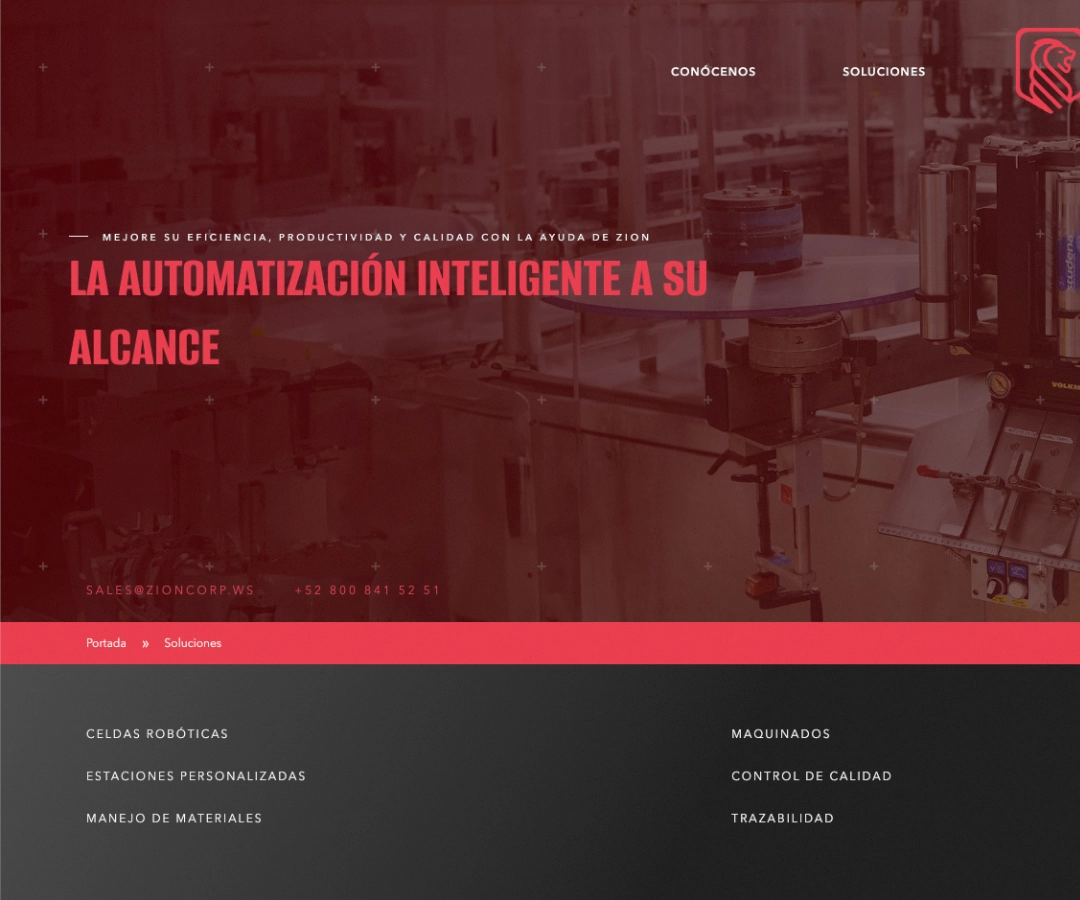 CONÓCENOS
SOLUCIONES
MEJORE SU EFICIENCIA, PRODUCTIVIDAD Y CALIDAD CON LA AYUDA DE ZION
LA AUTOMATIZACIÓN INTELIGENTE A SU
ALCANCE
SALES@ZIONCORP.WS +52 800 841 52 51
Portada » Soluciones
CELDAS ROBÓTICAS
ESTACIONES PERSONALIZADAS
MANEJO DE MATERIALES
MAQUINADOS
CONTROL DE CALIDAD
TRAZABILIDAD